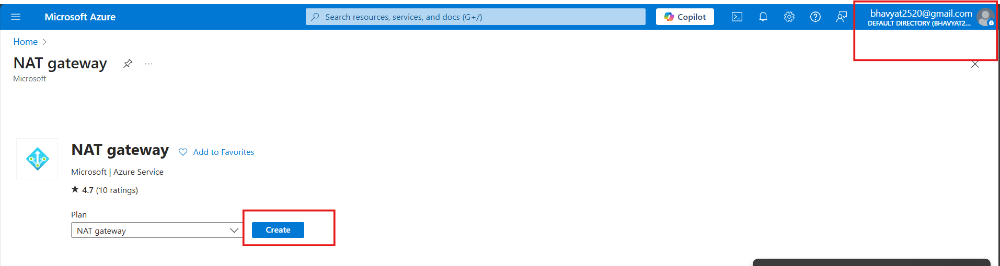 Microsoft Azure
Search resources, services, and docs (G+/)
Copilot
bhavyat2520@gmail.com
DEFAULT DIRECTORY (BHAVYAT2...
Home
NAT gateway
...
Microsoft
NAT gateway
Add to Favorites
Microsoft | Azure Service
★ 4.7 (10 ratings)
Plan
NAT gateway
Create